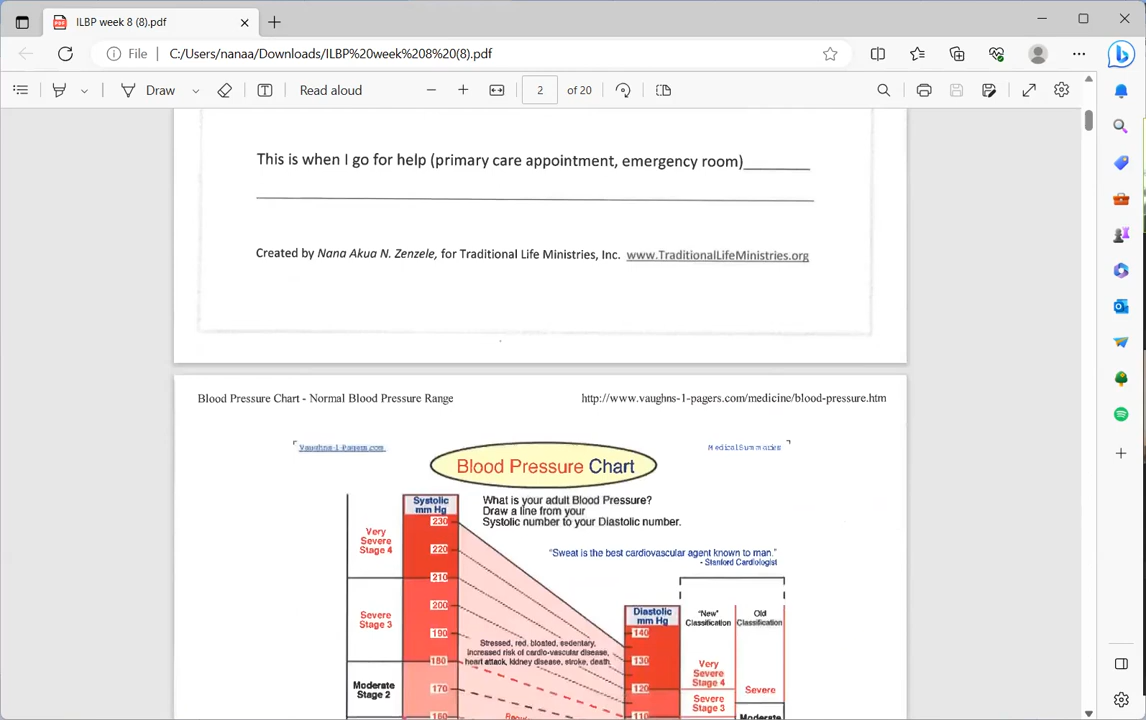 ILBP week 8 (8).pdf
File C:/Users/nanaa/Downloads/ILBP%20week%208%20(8).pdf
Draw Read aloud 2 of 20
This is when I go for help (primary care appointment, emergency room)
Created by Nana Akua N. Zenzele, for Traditional Life Ministries, Inc. www.TraditionalLifeMinistries.org
Blood Pressure Chart - Normal Blood Pressure Range http://www.vaughns-1-pagers.com/medicine/blood-pressure.htm
Vaughns-1-Pagers.com Medical Summaries
Blood Pressure Chart
Systolic
mm Hg
What is your adult Blood Pressure?
Draw a line from your
Systolic number to your Diastolic number.
"Sweat is the best cardiovascular agent known to man."
- Stanford Cardiologist
Very
Severe
Stage 4
Severe
Stage 3
Moderate
Stage 2
230
220
210
200
190
180
170
160
Stressed, red, bloated, sedentary,
increased risk of cardio-vascular disease,
heart attack, kidney disease, stroke, death.
Diastolic
mm Hg
140
130
120
110
"New"
Classification
Old
Classification
Very
Severe
Stage 4
Severe
Stage 3
Severe
Moderate